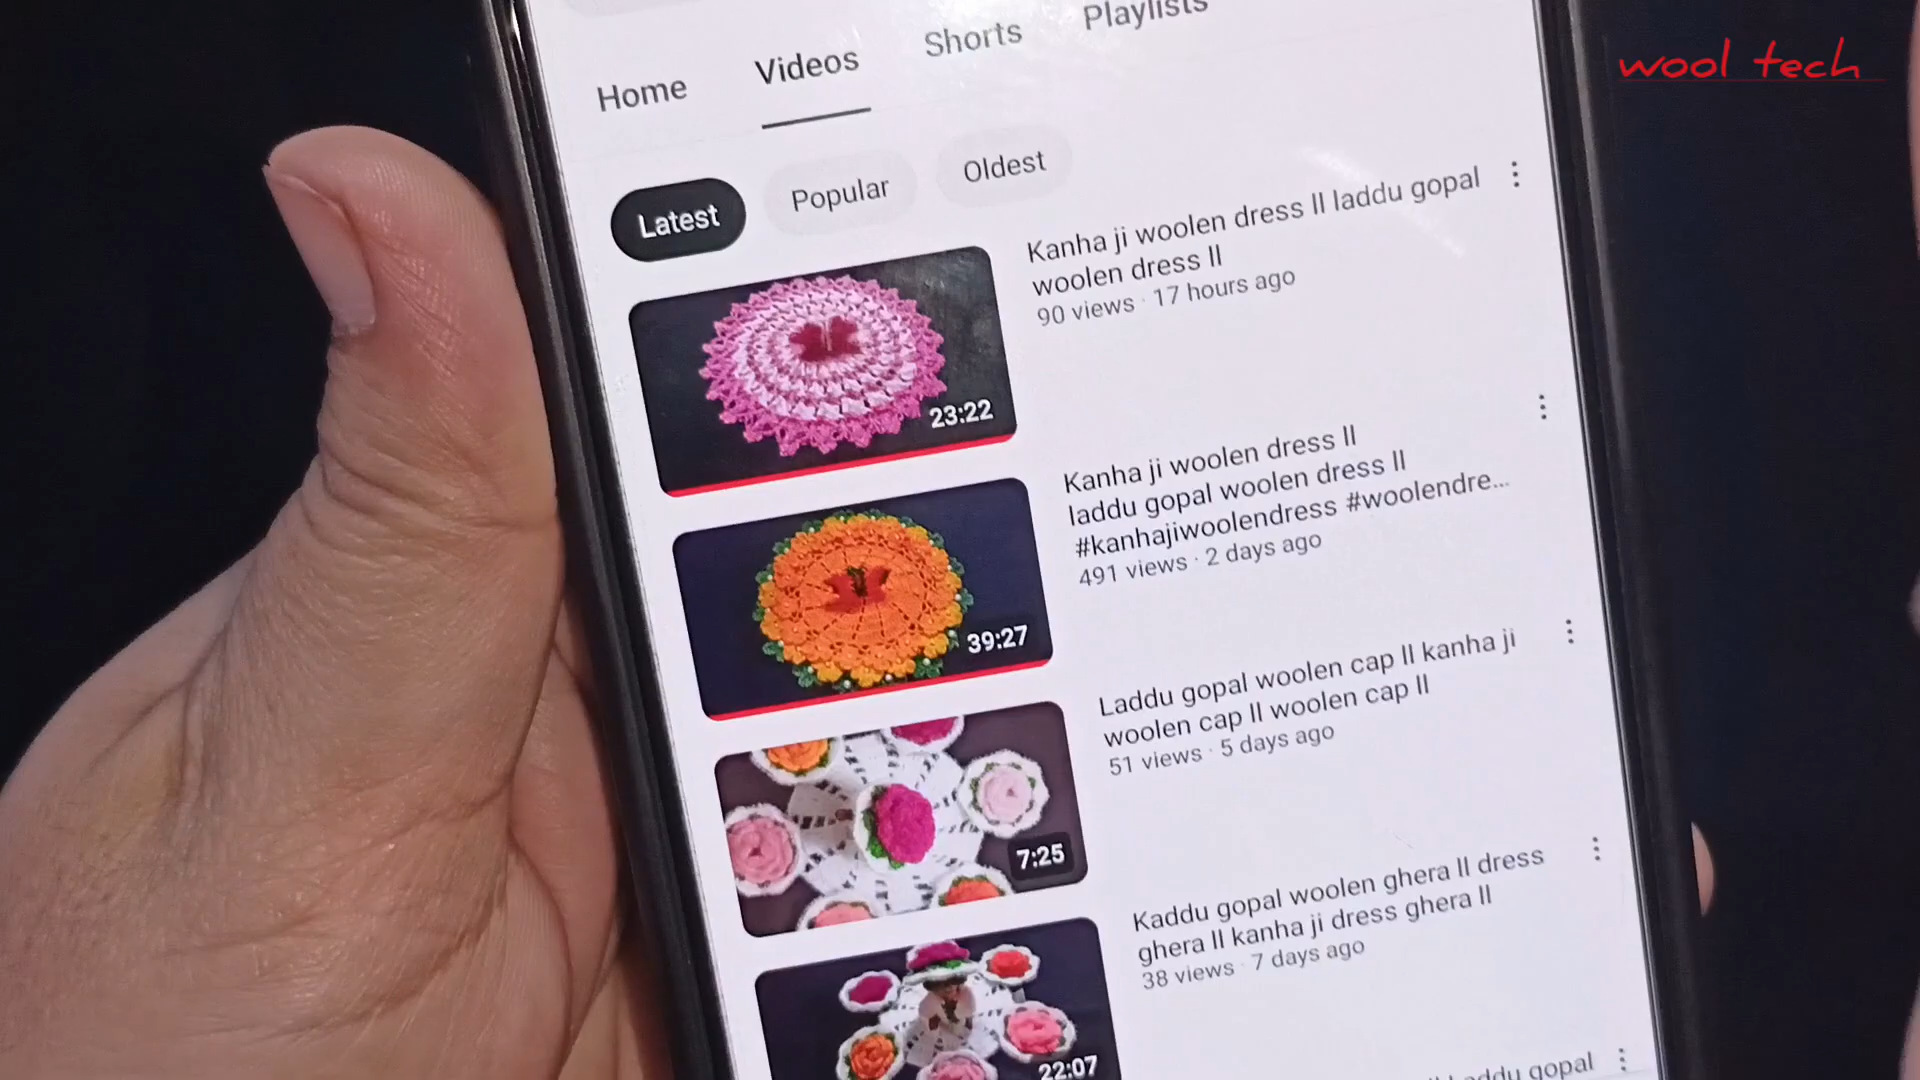 wool tech
Home Videos Shorts Playlists
Latest Popular Oldest
Kanha ji woolen dress ll laddu gopal
woolen dress ll
90 views · 17 hours ago
23:22
Kanha ji woolen dress ll
laddu gopal woolen dress ll
#kanhajiwoolendress #woolendre...
491 views · 2 days ago
39:27
Laddu gopal woolen cap ll kanha ji
woolen cap ll woolen cap ll
51 views · 5 days ago
7:25
Kaddu gopal woolen ghera ll dress
ghera ll kanha ji dress ghera ll
38 views · 7 days ago
22:07
gopal